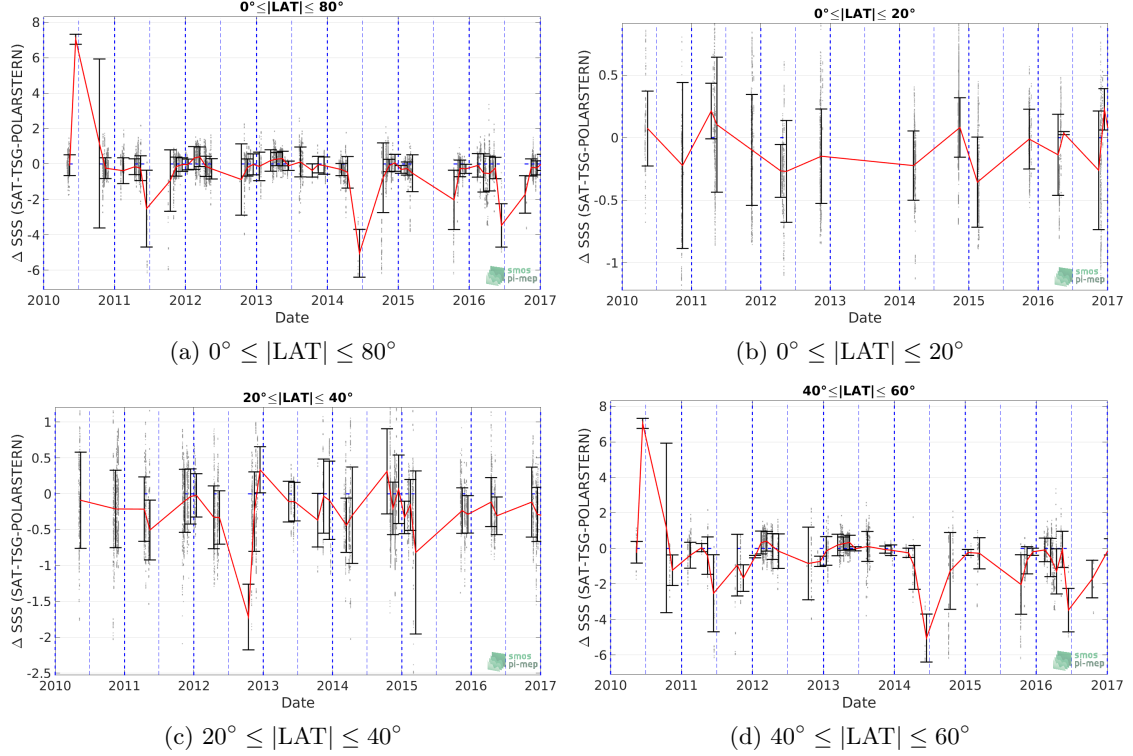 0°≤|LAT|≤ 80°
Δ SSS (SAT-TSG-POLARSTERN)
8
6
4
2
0
-2
-4
-6
2010 2011 2012 2013 2014 2015 2016 2017
Date
smos
pi-mep
(a) 0° ≤ |LAT| ≤ 80°
0°≤|LAT|≤ 20°
Δ SSS (SAT-TSG-POLARSTERN)
0.5
0
-0.5
-1
2010 2011 2012 2013 2014 2015 2016 2017
Date
smos
pi-mep
(b) 0° ≤ |LAT| ≤ 20°
20°≤|LAT|≤ 40°
Δ SSS (SAT-TSG-POLARSTERN)
1
0.5
0
-0.5
-1
-1.5
-2
-2.5
2010 2011 2012 2013 2014 2015 2016 2017
Date
smos
pi-mep
(c) 20° ≤ |LAT| ≤ 40°
40°≤|LAT|≤ 60°
Δ SSS (SAT-TSG-POLARSTERN)
8
6
4
2
0
-2
-4
-6
2010 2011 2012 2013 2014 2015 2016 2017
Date
smos
pi-mep
(d) 40° ≤ |LAT| ≤ 60°